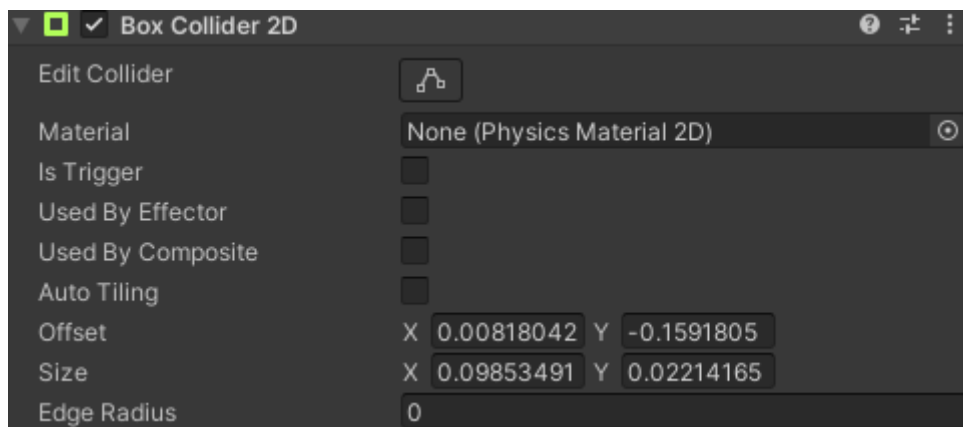 Box Collider 2D
Edit Collider
Material None (Physics Material 2D)
Is Trigger
Used By Effector
Used By Composite
Auto Tiling
Offset X 0.00818042 Y -0.1591805
Size X 0.09853491 Y 0.02214165
Edge Radius 0